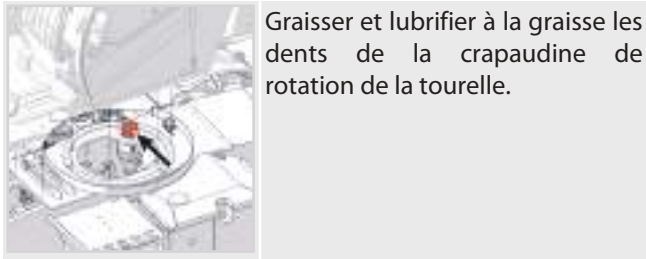 Graisser et lubrifier à la graisse les
dents de la crapaudine de
rotation de la tourelle.